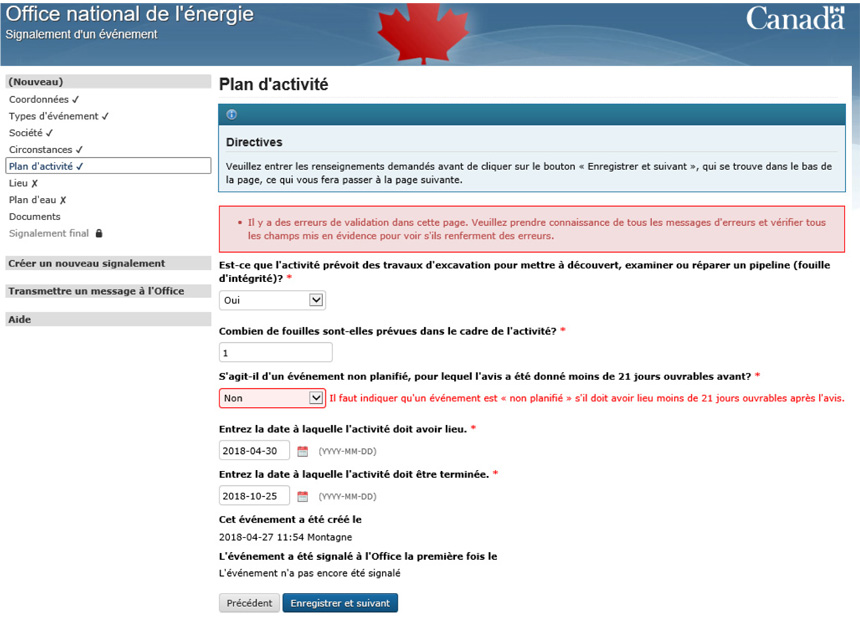 Office national de l'énergie
Signalement d'un événement
Canada
(Nouveau)
Coordonnées ✓
Types d'événement ✓
Société ✓
Circonstances ✓
Plan d'activité ✓
Lieu ✗
Plan d'eau ✗
Documents
Signalement final
Créer un nouveau signalement
Transmettre un message à l'Office
Aide
Plan d'activité
Directives
Veuillez entrer les renseignements demandés avant de cliquer sur le bouton « Enregistrer et suivant », qui se trouve dans le bas de
la page, ce qui vous fera passer à la page suivante.
• Il y a des erreurs de validation dans cette page. Veuillez prendre connaissance de tous les messages d'erreurs et vérifier tous
les champs mis en évidence pour voir s'ils renferment des erreurs.
Est-ce que l'activité prévoit des travaux d'excavation pour mettre à découvert, examiner ou réparer un pipeline (fouille
d'intégrité)? *
Oui
Combien de fouilles sont-elles prévues dans le cadre de l'activité? *
1
S'agit-il d'un événement non planifié, pour lequel l'avis a été donné moins de 21 jours ouvrables avant? *
Non Il faut indiquer qu'un événement est « non planifié » s'il doit avoir lieu moins de 21 jours ouvrables après l'avis.
Entrez la date à laquelle l'activité doit avoir lieu. *
2018-04-30 (YYYY-MM-DD)
Entrez la date à laquelle l'activité doit être terminée. *
2018-10-25 (YYYY-MM-DD)
Cet événement a été créé le
2018-04-27 11:54 Montagne
L'événement a été signalé à l'Office la première fois le
L'événement n'a pas encore été signalé
Précédent Enregistrer et suivant